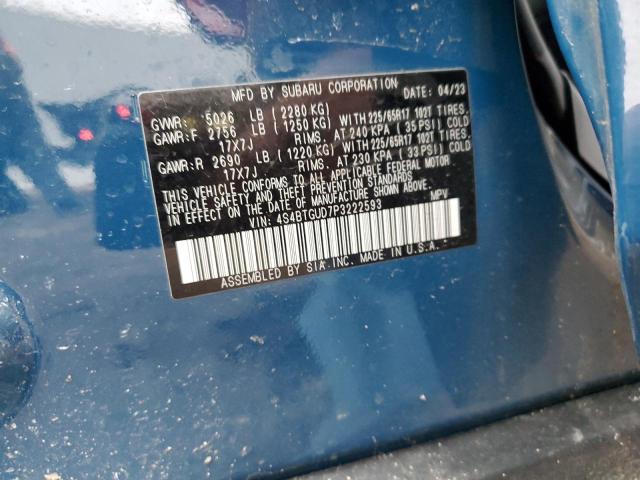 MFD BY SUBARU CORPORATION DATE: 04/23
GVWR: 5026 LB (2280 KG)
GAWR:F 2756 LB (1250 KG) WITH 225/65R17 102T TIRES,
17X7J RIMS, AT 240 KPA (35 PSI) COLD
GAWR:R 2690 LB (1220 KG) WITH 225/65R17 102T TIRES,
17X7J RIMS, AT 230 KPA (33 PSI) COLD
THIS VEHICLE CONFORMS TO ALL APPLICABLE FEDERAL MOTOR
VEHICLE SAFETY AND THEFT PREVENTION STANDARDS
IN EFFECT ON THE DATE OF MANUFACTURE SHOWN ABOVE.
VIN: 4S4BTGUD7P3222593 MPV
ASSEMBLED BY SIA, INC. MADE IN U.S.A.